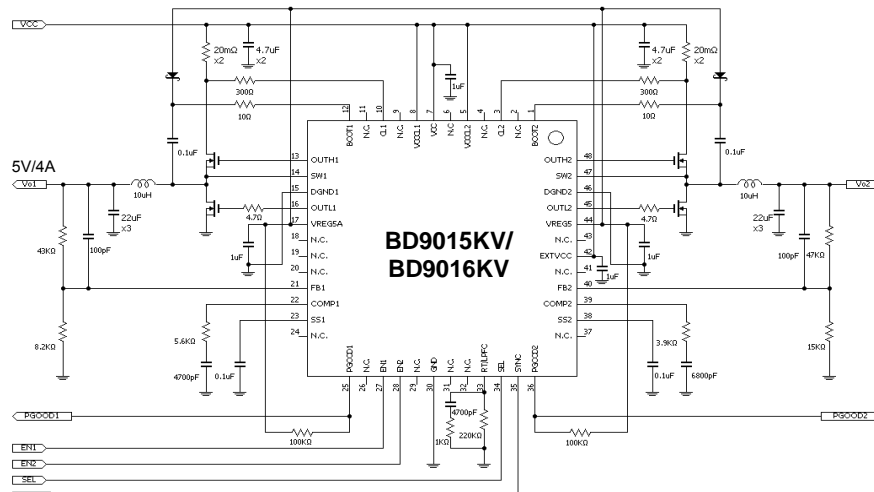 VCC
20mΩ
x2
4.7uF
x2
4.7uF
x2
20mΩ
x2
300Ω
10Ω
1uF
300Ω
10Ω
0.1uF
0.1uF
12 11 10 9 8 7 6 5 4 3 2 1
BOOT1 N.C. CL1 N.C. VCCCL1 VCC N.C. VCCCL2 N.C. CL2 N.C. BOOT2
5V/4A
Vo1
Vo2
10uH
10uH
22uF
x3
22uF
x3
4.7Ω
4.7Ω
43KΩ
100pF
100pF
47KΩ
1uF
1uF
1uF
13 OUTH1
14 SW1
15 DGND1
16 OUTL1
17 VREG5A
18 N.C.
19 N.C.
20 N.C.
21 FB1
22 COMP1
23 SS1
24 N.C.
BD9015KV/
BD9016KV
OUTH2 48
SW2 47
DGND2 46
OUTL2 45
VREG5 44
N.C. 43
EXTVCC 42
N.C. 41
FB2 40
COMP2 39
SS2 38
N.C. 37
8.2KΩ
5.6KΩ
4700pF
0.1uF
3.9KΩ
15KΩ
0.1uF
6800pF
PGOOD1 N.C. EN1 EN2 N.C. GND N.C. N.C. RT/LPFC SEL SYNC PGOOD2
25 26 27 28 29 30 31 32 33 34 35 36
4700pF
1KΩ
220KΩ
100KΩ
100KΩ
PGOOD1
PGOOD2
EN1
EN2
SEL